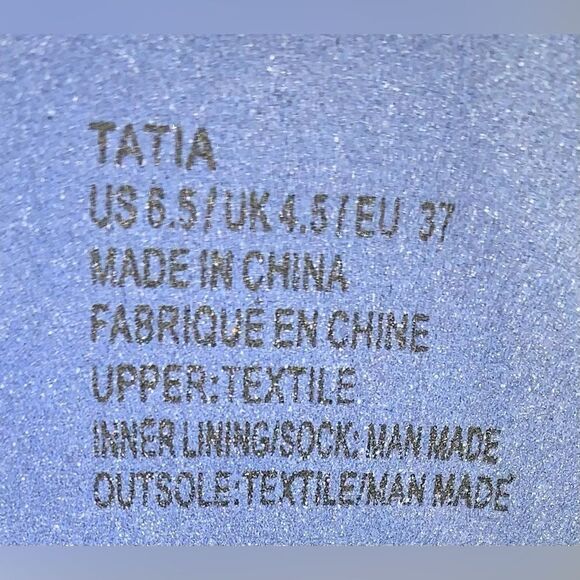 TATIA
US 6.5/UK 4.5/EU 37
MADE IN CHINA
FABRIQUÉ EN CHINE
UPPER:TEXTILE
INNER LINING/SOCK: MAN MADE
OUTSOLE:TEXTILE/MAN MADE